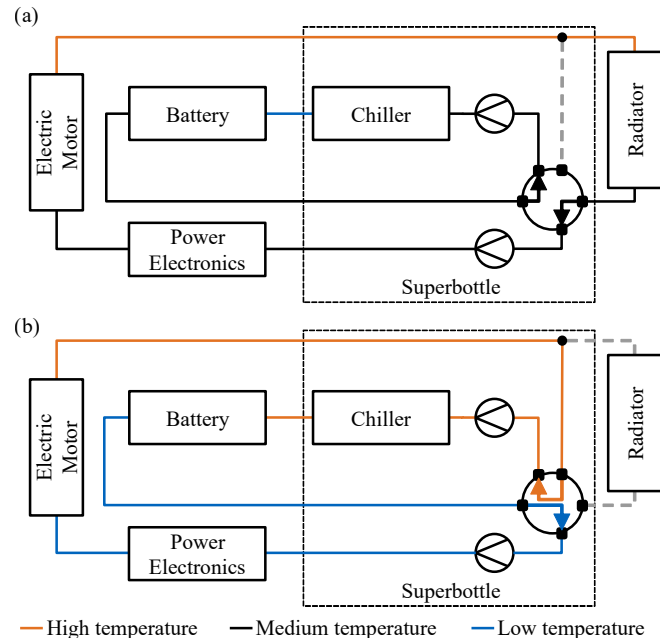 (a)
Electric
Motor
Battery
Chiller
Radiator
Power
Electronics
Superbottle
(b)
Electric
Motor
Battery
Chiller
Radiator
Power
Electronics
Superbottle
High temperature
Medium temperature
Low temperature